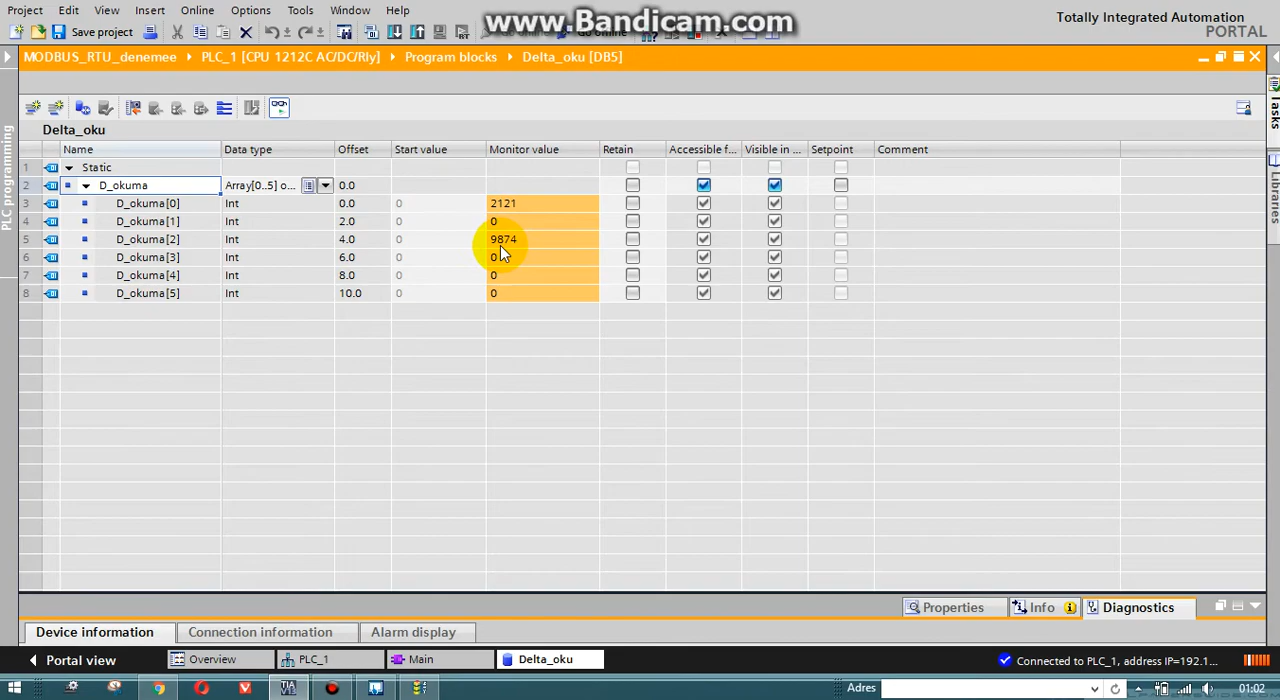 Project Edit View Insert Online Options Tools Window Help
www.Bandicam.com
Totally Integrated Automation
PORTAL
Save project
Go online
MODBUS_RTU_denemee PLC_1 [CPU 1212C AC/DC/Rly] Program blocks Delta_oku [DB5]
Tasks
Libraries
PLC programming
Delta_oku
Name Data type Offset Start value Monitor value Retain Accessible f... Visible in ... Setpoint Comment
1 Static
2 D_okuma Array[0..5] o... 0.0
3 D_okuma[0] Int 0.0 0 2121
4 D_okuma[1] Int 2.0 0 0
5 D_okuma[2] Int 4.0 0 9874
6 D_okuma[3] Int 6.0 0 0
7 D_okuma[4] Int 8.0 0 0
8 D_okuma[5] Int 10.0 0 0
Properties Info Diagnostics
Device information Connection information Alarm display
Portal view Overview PLC_1 Main Delta_oku Connected to PLC_1, address IP=192.1...
Adres 01:02